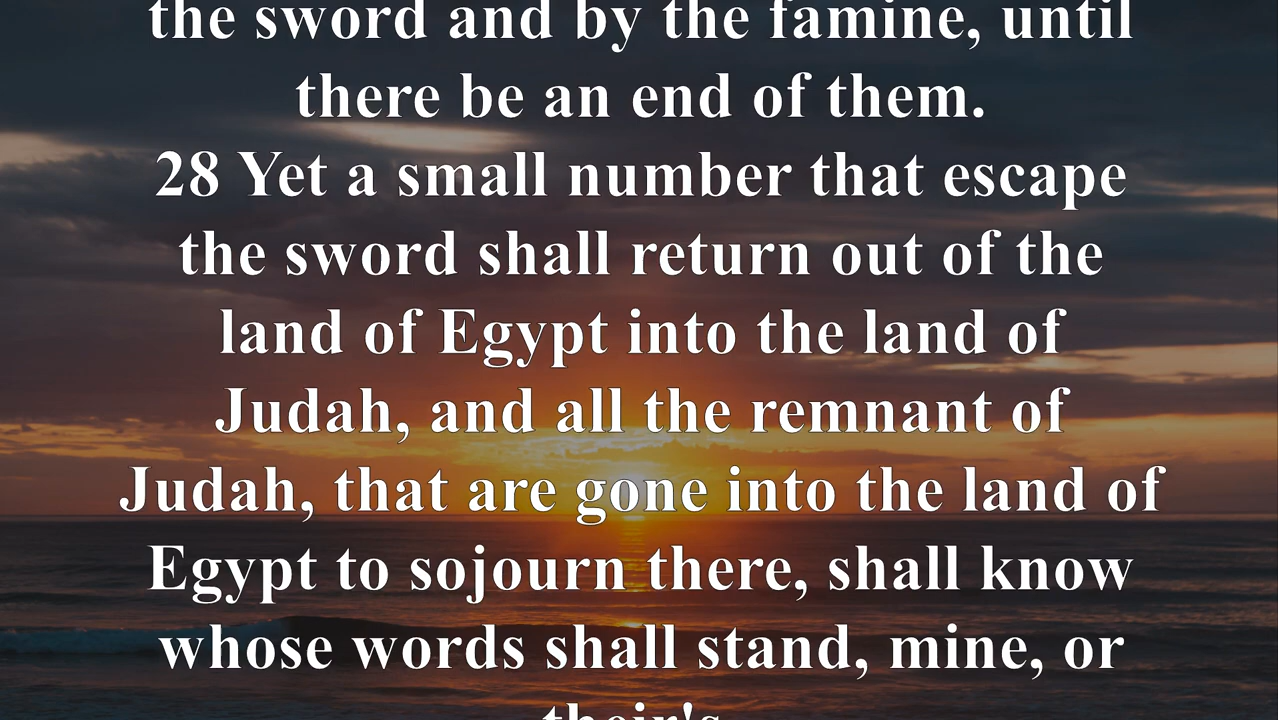 the sword and by the famine, until
there be an end of them.
28 Yet a small number that escape
the sword shall return out of the
land of Egypt into the land of
Judah, and all the remnant of
Judah, that are gone into the land of
Egypt to sojourn there, shall know
whose words shall stand, mine, or
their's.